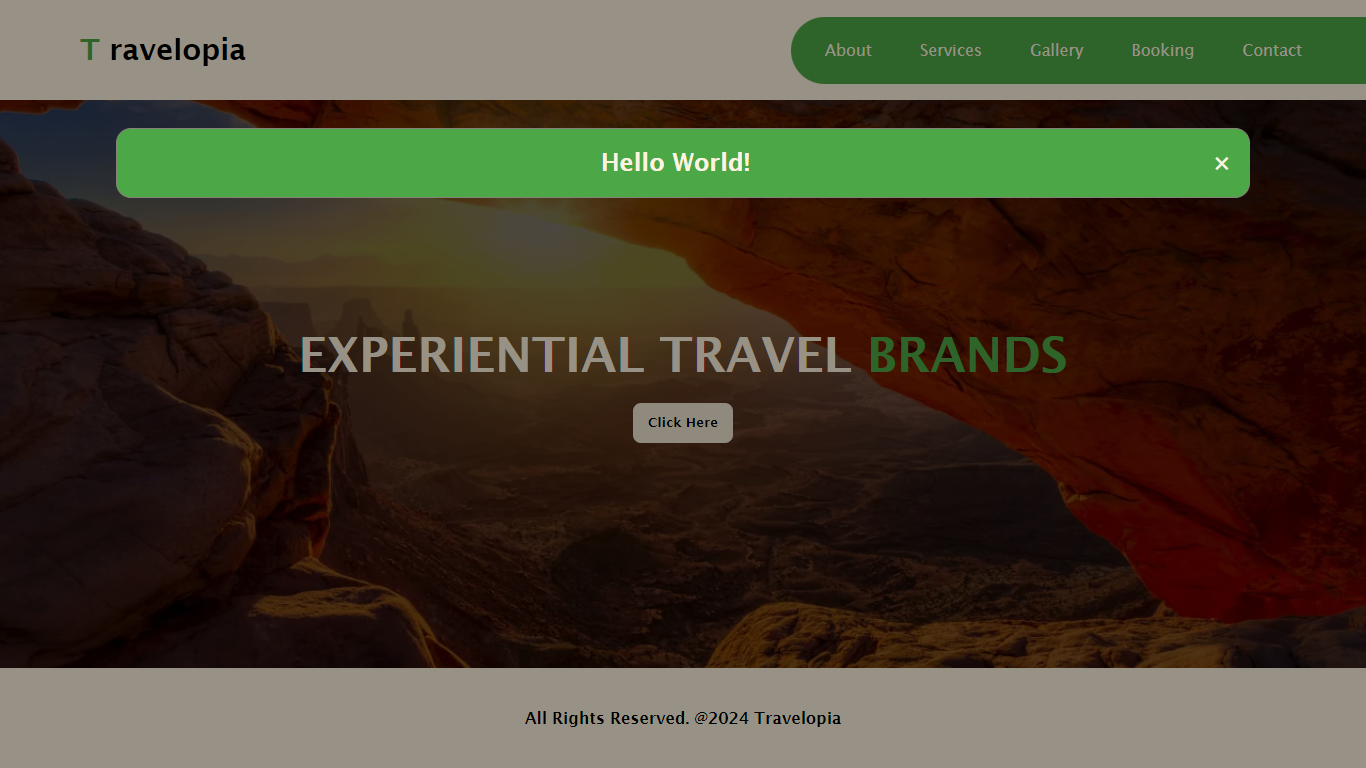 T ravelopia
About Services Gallery Booking Contact
Hello World! ×
EXPERIENTIAL TRAVEL BRANDS
Click Here
All Rights Reserved. @2024 Travelopia